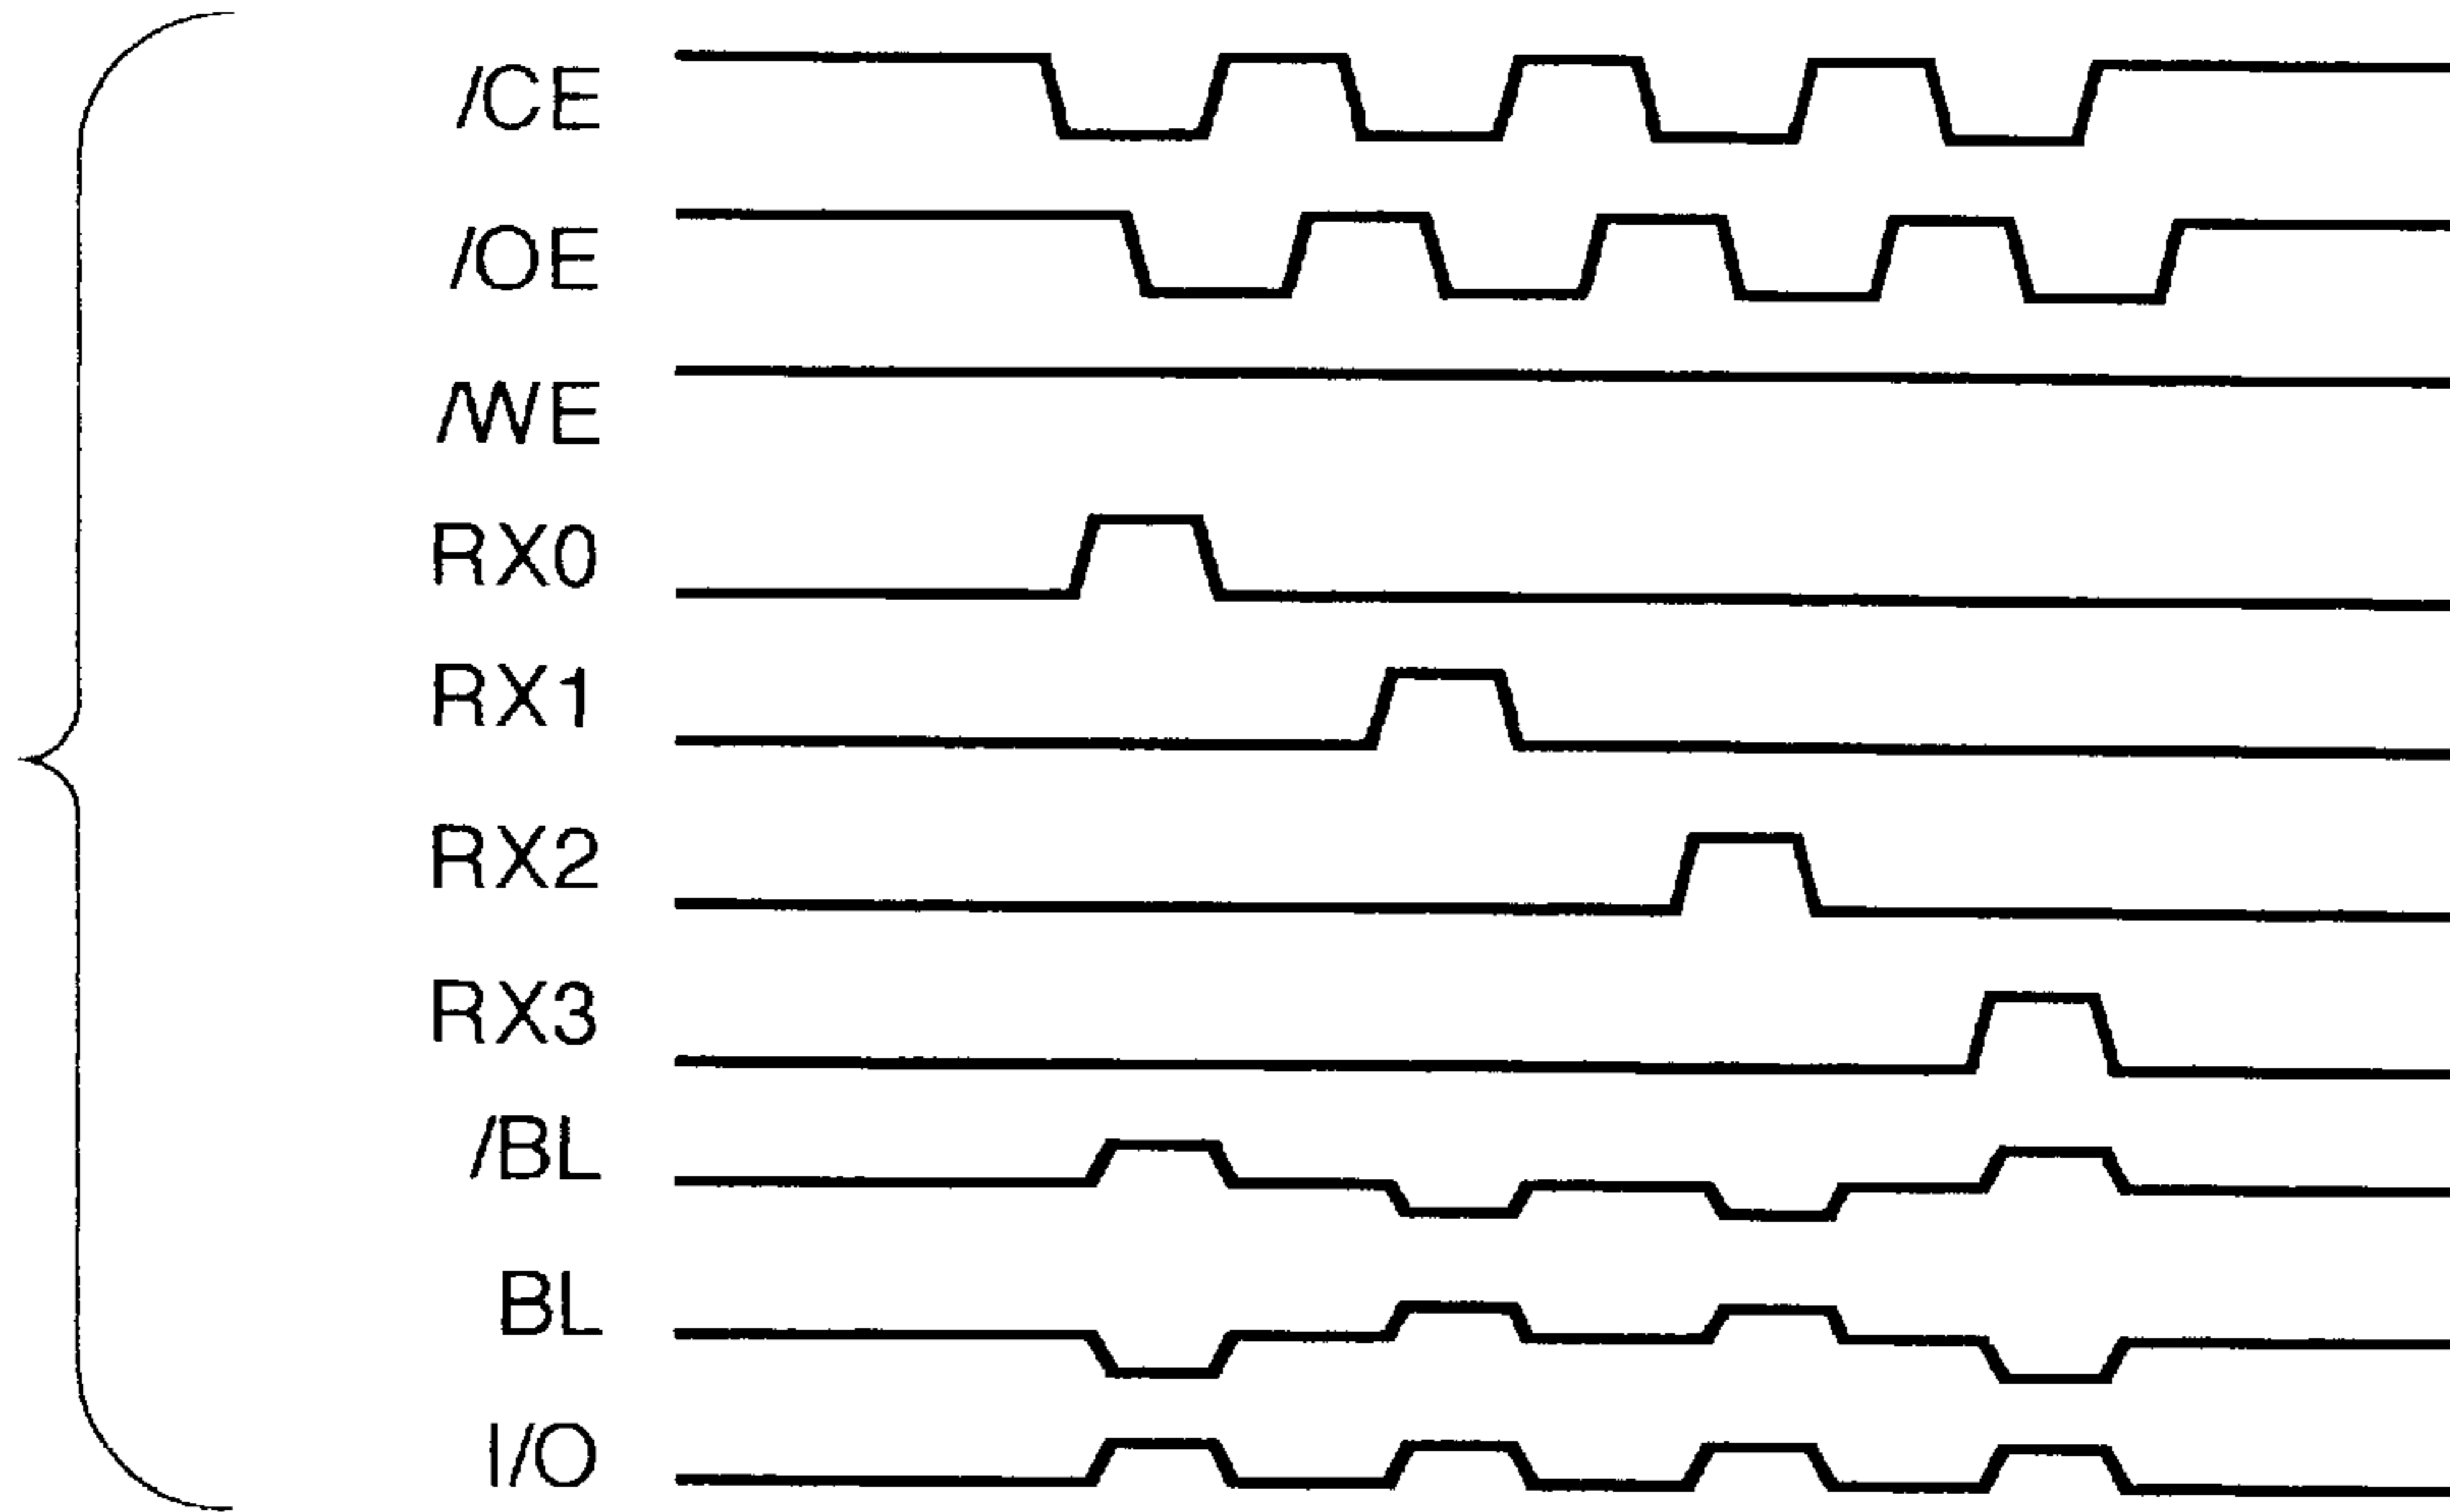 /CE
/OE
/WE
RX0
RX1
RX2
RX3
/BL
BL
I/O